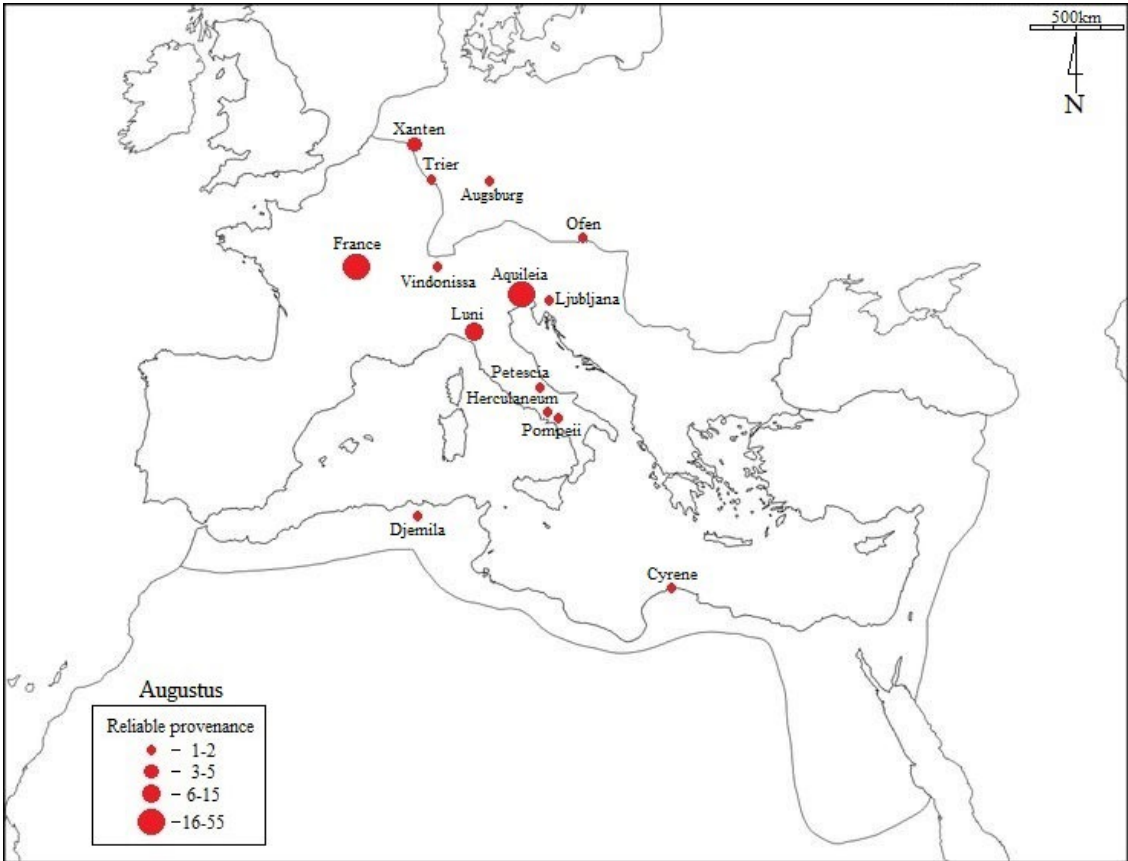 500km
N
Xanten
Trier
Augsburg
Ofen
France
Vindonissa
Aquileia
Ljubljana
Luni
Petescia
Herculaneum
Pompeii
Djemila
Cyrene
Augustus
Reliable provenance
– 1-2
– 3-5
– 6-15
–16-55